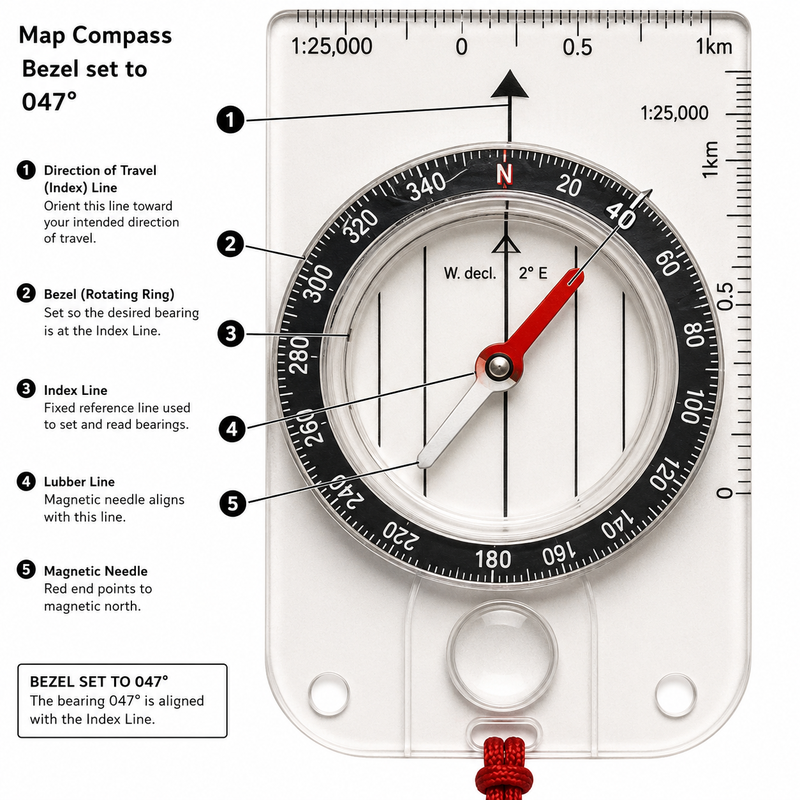 Map Compass
Bezel set to
047°
1 Direction of Travel
(Index) Line
Orient this line toward
your intended direction
of travel.
2 Bezel (Rotating Ring)
Set so the desired bearing
is at the Index Line.
3 Index Line
Fixed reference line used
to set and read bearings.
4 Lubber Line
Magnetic needle aligns
with this line.
5 Magnetic Needle
Red end points to
magnetic north.
BEZEL SET TO 047°
The bearing 047° is aligned
with the Index Line.
1
2
3
4
5
1:25,000 0 0.5 1km
1:25,000
1km
0.5
0
N
20
40
60
80
100
120
140
160
180
220
240
260
280
300
320
340
W. decl. 2° E